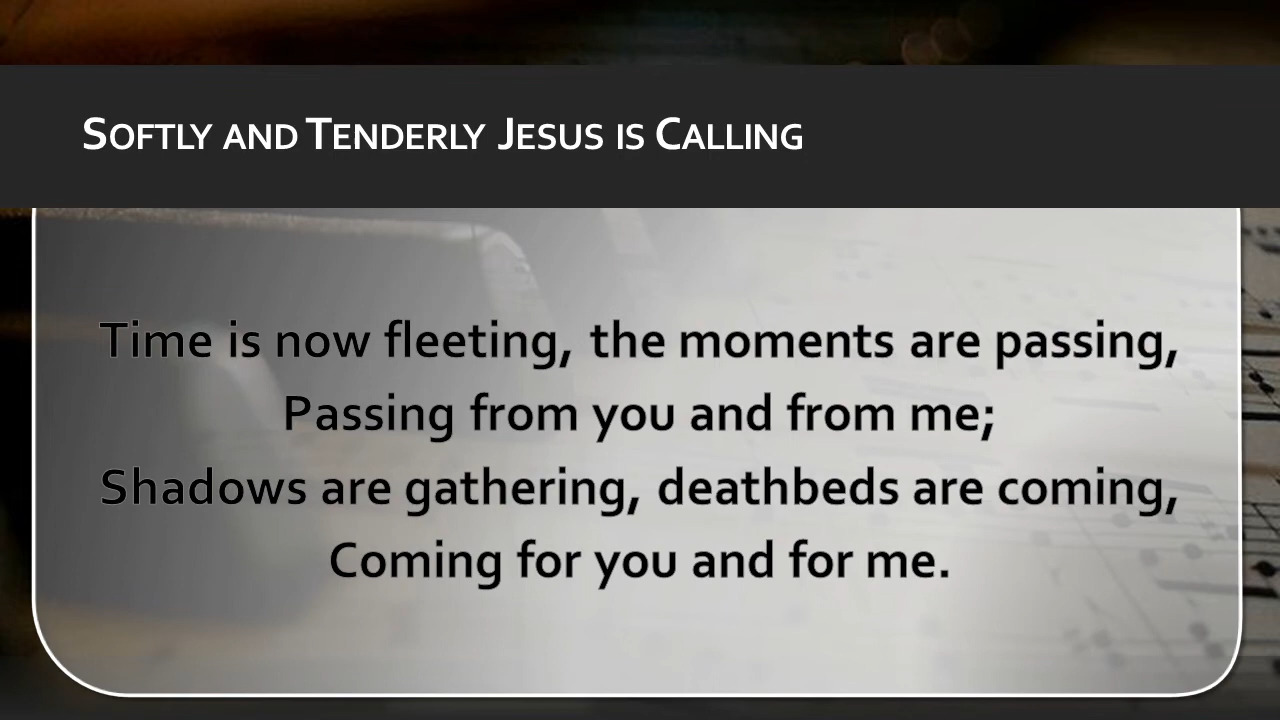 Softly and Tenderly Jesus is Calling
Time is now fleeting, the moments are passing,
Passing from you and from me;
Shadows are gathering, deathbeds are coming,
Coming for you and for me.